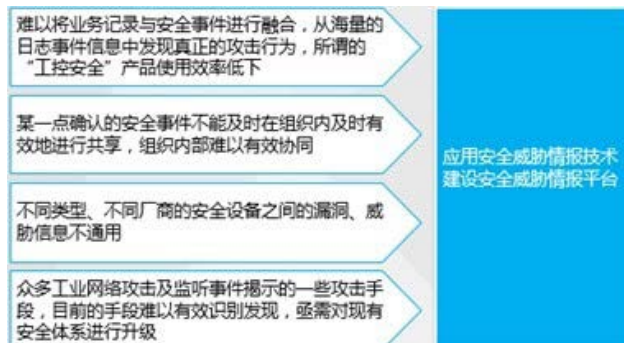 难以将业务记录与安全事件进行融合，从海量的
日志事件信息中发现真正的攻击行为，所谓的
“工控安全”产品使用效率低下
某一点确认的安全事件不能及时在组织内及时有
效地进行共享，组织内部难以有效协同
不同类型、不同厂商的安全设备之间的漏洞、威
胁信息不通用
众多工业网络攻击及监听事件揭示的一些攻击手
段，目前的手段难以有效识别发现，亟需对现有
安全体系进行升级
应用安全威胁情报技术
建设安全威胁情报平台